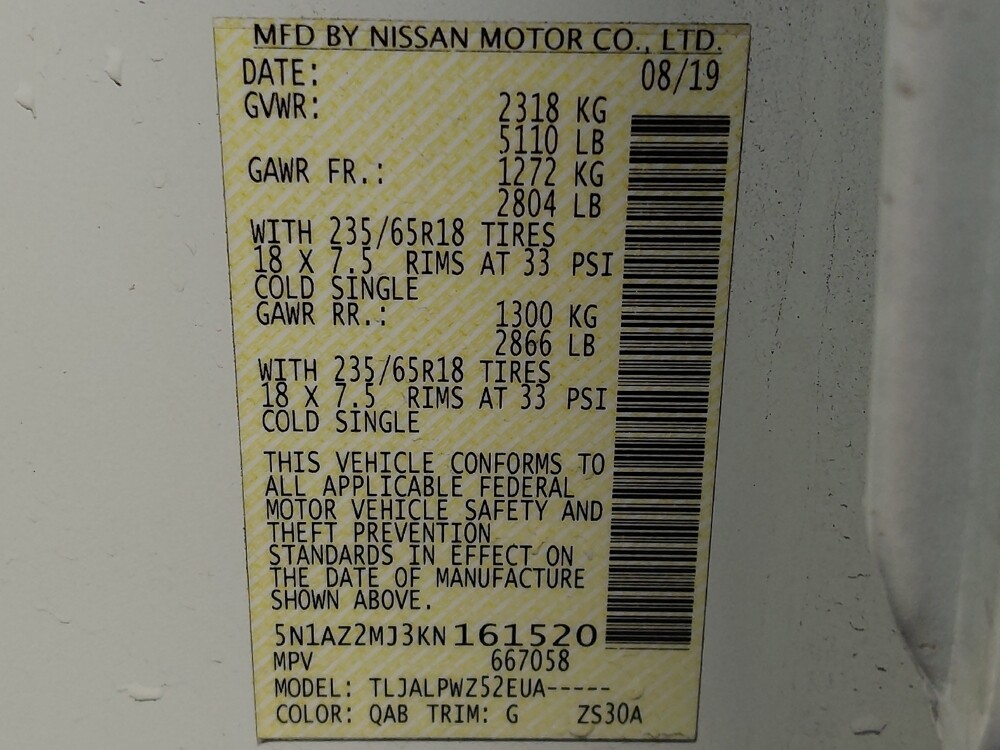 MFD BY NISSAN MOTOR CO., LTD.
DATE: 08/19
GVWR: 2318 KG
5110 LB
GAWR FR.: 1272 KG
2804 LB
WITH 235/65R18 TIRES
18 X 7.5 RIMS AT 33 PSI
COLD SINGLE
GAWR RR.: 1300 KG
2866 LB
WITH 235/65R18 TIRES
18 X 7.5 RIMS AT 33 PSI
COLD SINGLE
THIS VEHICLE CONFORMS TO
ALL APPLICABLE FEDERAL
MOTOR VEHICLE SAFETY AND
THEFT PREVENTION
STANDARDS IN EFFECT ON
THE DATE OF MANUFACTURE
SHOWN ABOVE.
5N1AZ2MJ3KN161520
MPV 667058
MODEL: TLJALPWZ52EUA-----
COLOR: QAB TRIM: G ZS30A